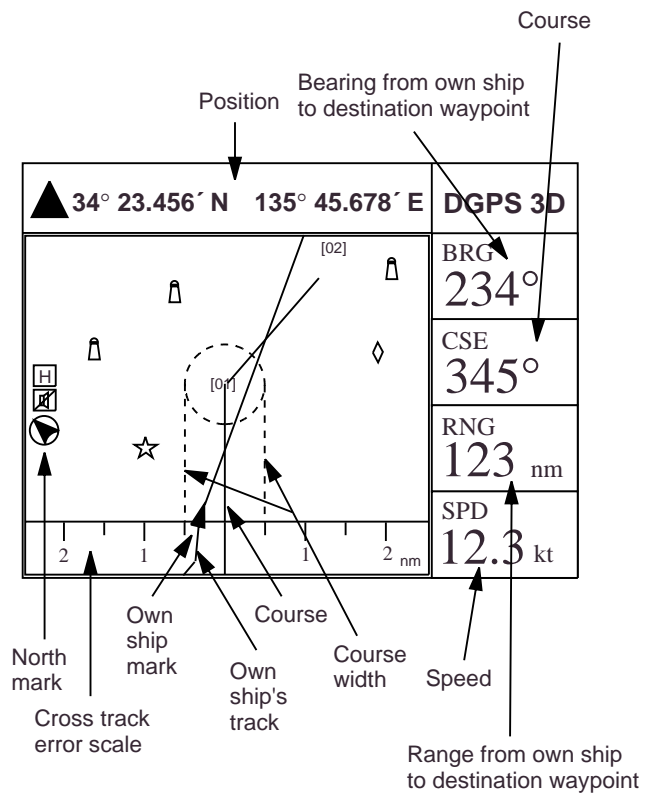 Course
Bearing from own ship
to destination waypoint
Position
34° 23.456´ N 135° 45.678´ E
DGPS 3D
[02]
BRG
234°
CSE
345°
[01]
H
RNG
123 nm
SPD
12.3 kt
2 1 1 2 nm
Own
ship
mark
Course
North
mark
Own
ship's
track
Course
width
Speed
Cross track
error scale
Range from own ship
to destination waypoint